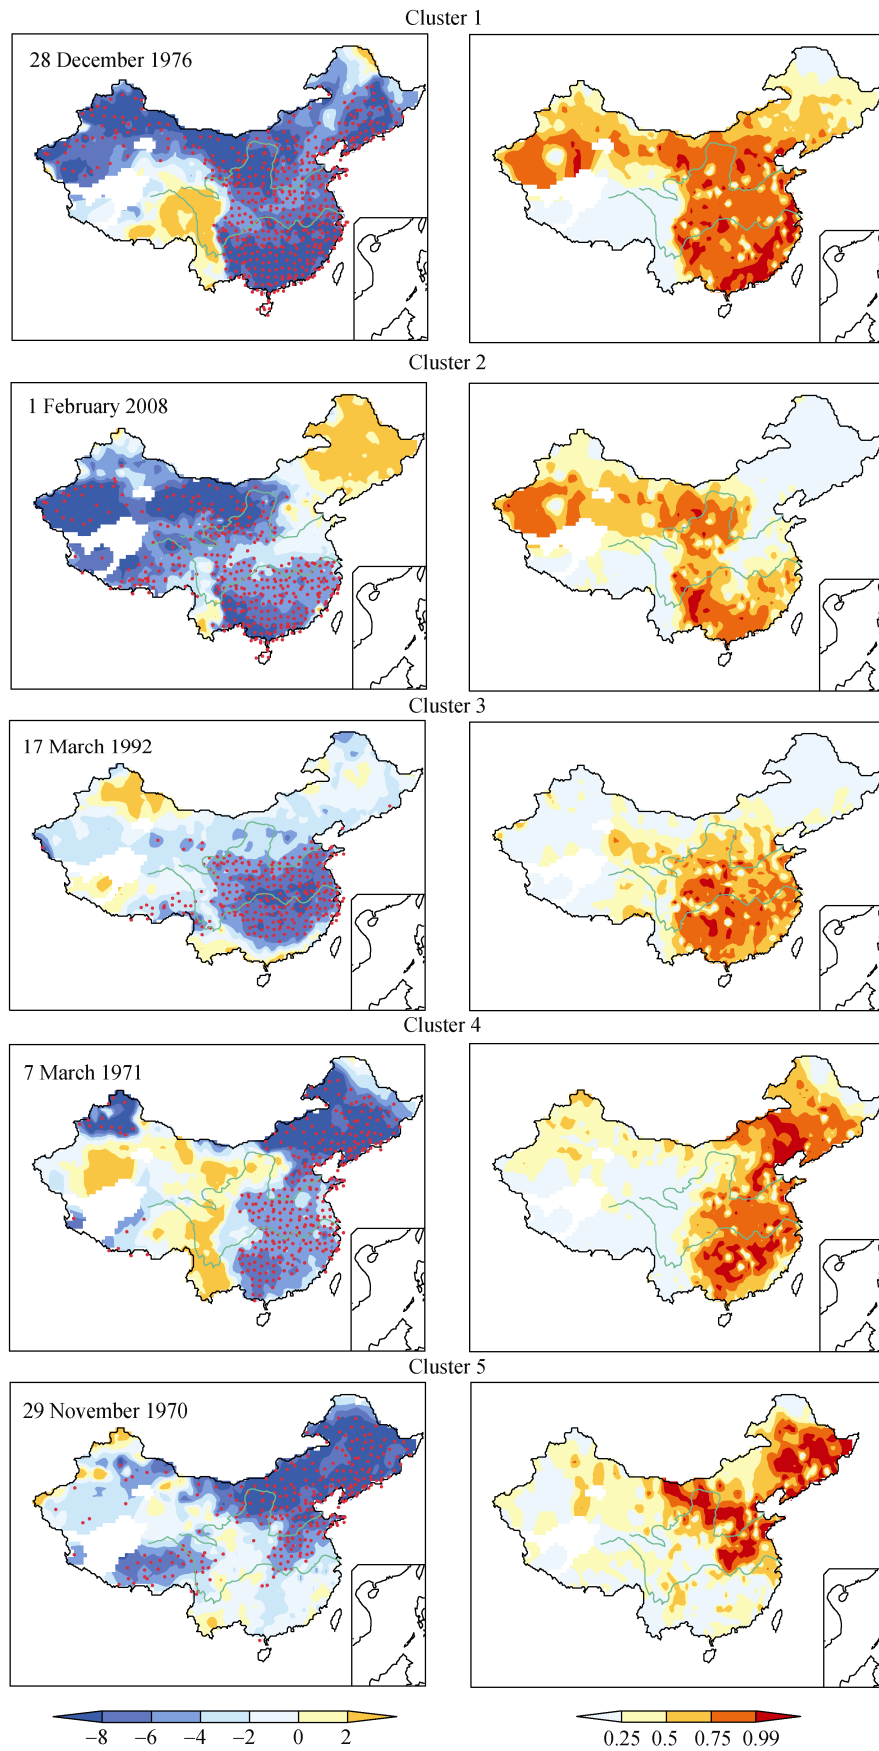 Cluster 1
28 December 1976
Cluster 2
1 February 2008
Cluster 3
17 March 1992
Cluster 4
7 March 1971
Cluster 5
29 November 1970
−8 −6 −4 −2 0 2
0.25 0.5 0.75 0.99